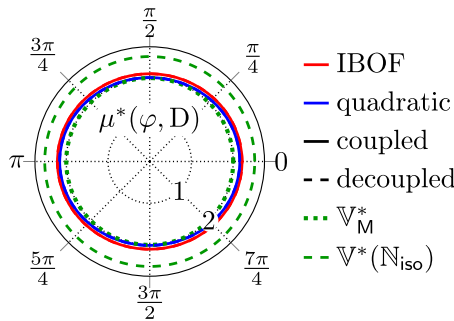 π/2
3π/4
π/4
IBOF
quadratic
μ*(φ, D)
coupled
π
0
decoupled
1
2
𝕍*_M
5π/4
7π/4
𝕍*(ℕ_iso)
3π/2